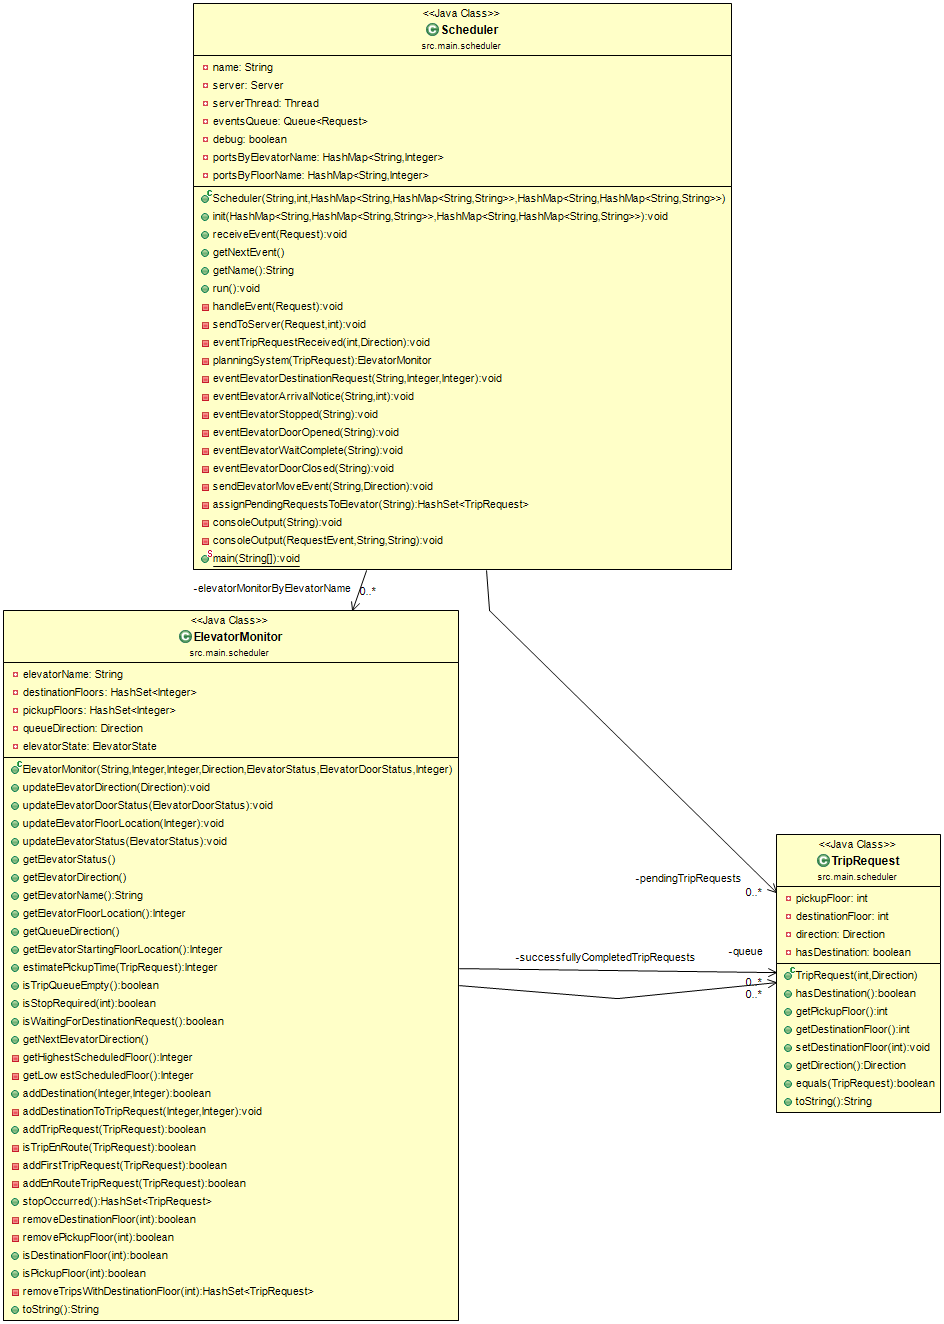 <<Java Class>>
Scheduler
src.main.scheduler
name: String
server: Server
serverThread: Thread
eventsQueue: Queue<Request>
debug: boolean
portsByElevatorName: HashMap<String,Integer>
portsByFloorName: HashMap<String,Integer>
Scheduler(String,int,HashMap<String,HashMap<String,String>>,HashMap<String,HashMap<String,String>>)
init(HashMap<String,HashMap<String,String>>,HashMap<String,HashMap<String,String>>):void
receiveEvent(Request):void
getNextEvent()
getName():String
run():void
handleEvent(Request):void
sendToServer(Request,int):void
eventTripRequestReceived(int,Direction):void
planningSystem(TripRequest):ElevatorMonitor
eventElevatorDestinationRequest(String,Integer,Integer):void
eventElevatorArrivalNotice(String,int):void
eventElevatorStopped(String):void
eventElevatorDoorOpened(String):void
eventElevatorWaitComplete(String):void
eventElevatorDoorClosed(String):void
sendElevatorMoveEvent(String,Direction):void
assignPendingRequestsToElevator(String):HashSet<TripRequest>
consoleOutput(String):void
consoleOutput(RequestEvent,String,String):void
main(String[]):void
-elevatorMonitorByElevatorName
0..*
<<Java Class>>
ElevatorMonitor
src.main.scheduler
elevatorName: String
destinationFloors: HashSet<Integer>
pickupFloors: HashSet<Integer>
queueDirection: Direction
elevatorState: ElevatorState
ElevatorMonitor(String,Integer,Integer,Direction,ElevatorStatus,ElevatorDoorStatus,Integer)
updateElevatorDirection(Direction):void
updateElevatorDoorStatus(ElevatorDoorStatus):void
updateElevatorFloorLocation(Integer):void
updateElevatorStatus(ElevatorStatus):void
getElevatorStatus()
getElevatorDirection()
getElevatorName():String
getElevatorFloorLocation():Integer
getQueueDirection()
getElevatorStartingFloorLocation():Integer
estimatePickupTime(TripRequest):Integer
isTripQueueEmpty():boolean
isStopRequired(int):boolean
isWaitingForDestinationRequest():boolean
getNextElevatorDirection()
getHighestScheduledFloor():Integer
getLowestScheduledFloor():Integer
addDestination(Integer,Integer):boolean
addDestinationToTripRequest(Integer,Integer):void
addTripRequest(TripRequest):boolean
isTripEnRoute(TripRequest):boolean
addFirstTripRequest(TripRequest):boolean
addEnRouteTripRequest(TripRequest):boolean
stopOccurred():HashSet<TripRequest>
removeDestinationFloor(int):boolean
removePickupFloor(int):boolean
isDestinationFloor(int):boolean
isPickupFloor(int):boolean
removeTripsWithDestinationFloor(int):HashSet<TripRequest>
toString():String
-pendingTripRequests
0..*
-successfullyCompletedTripRequests
-queue
0..*
0..*
<<Java Class>>
TripRequest
src.main.scheduler
pickupFloor: int
destinationFloor: int
direction: Direction
hasDestination: boolean
TripRequest(int,Direction)
hasDestination():boolean
getPickupFloor():int
getDestinationFloor():int
setDestinationFloor(int):void
getDirection():Direction
equals(TripRequest):boolean
toString():String